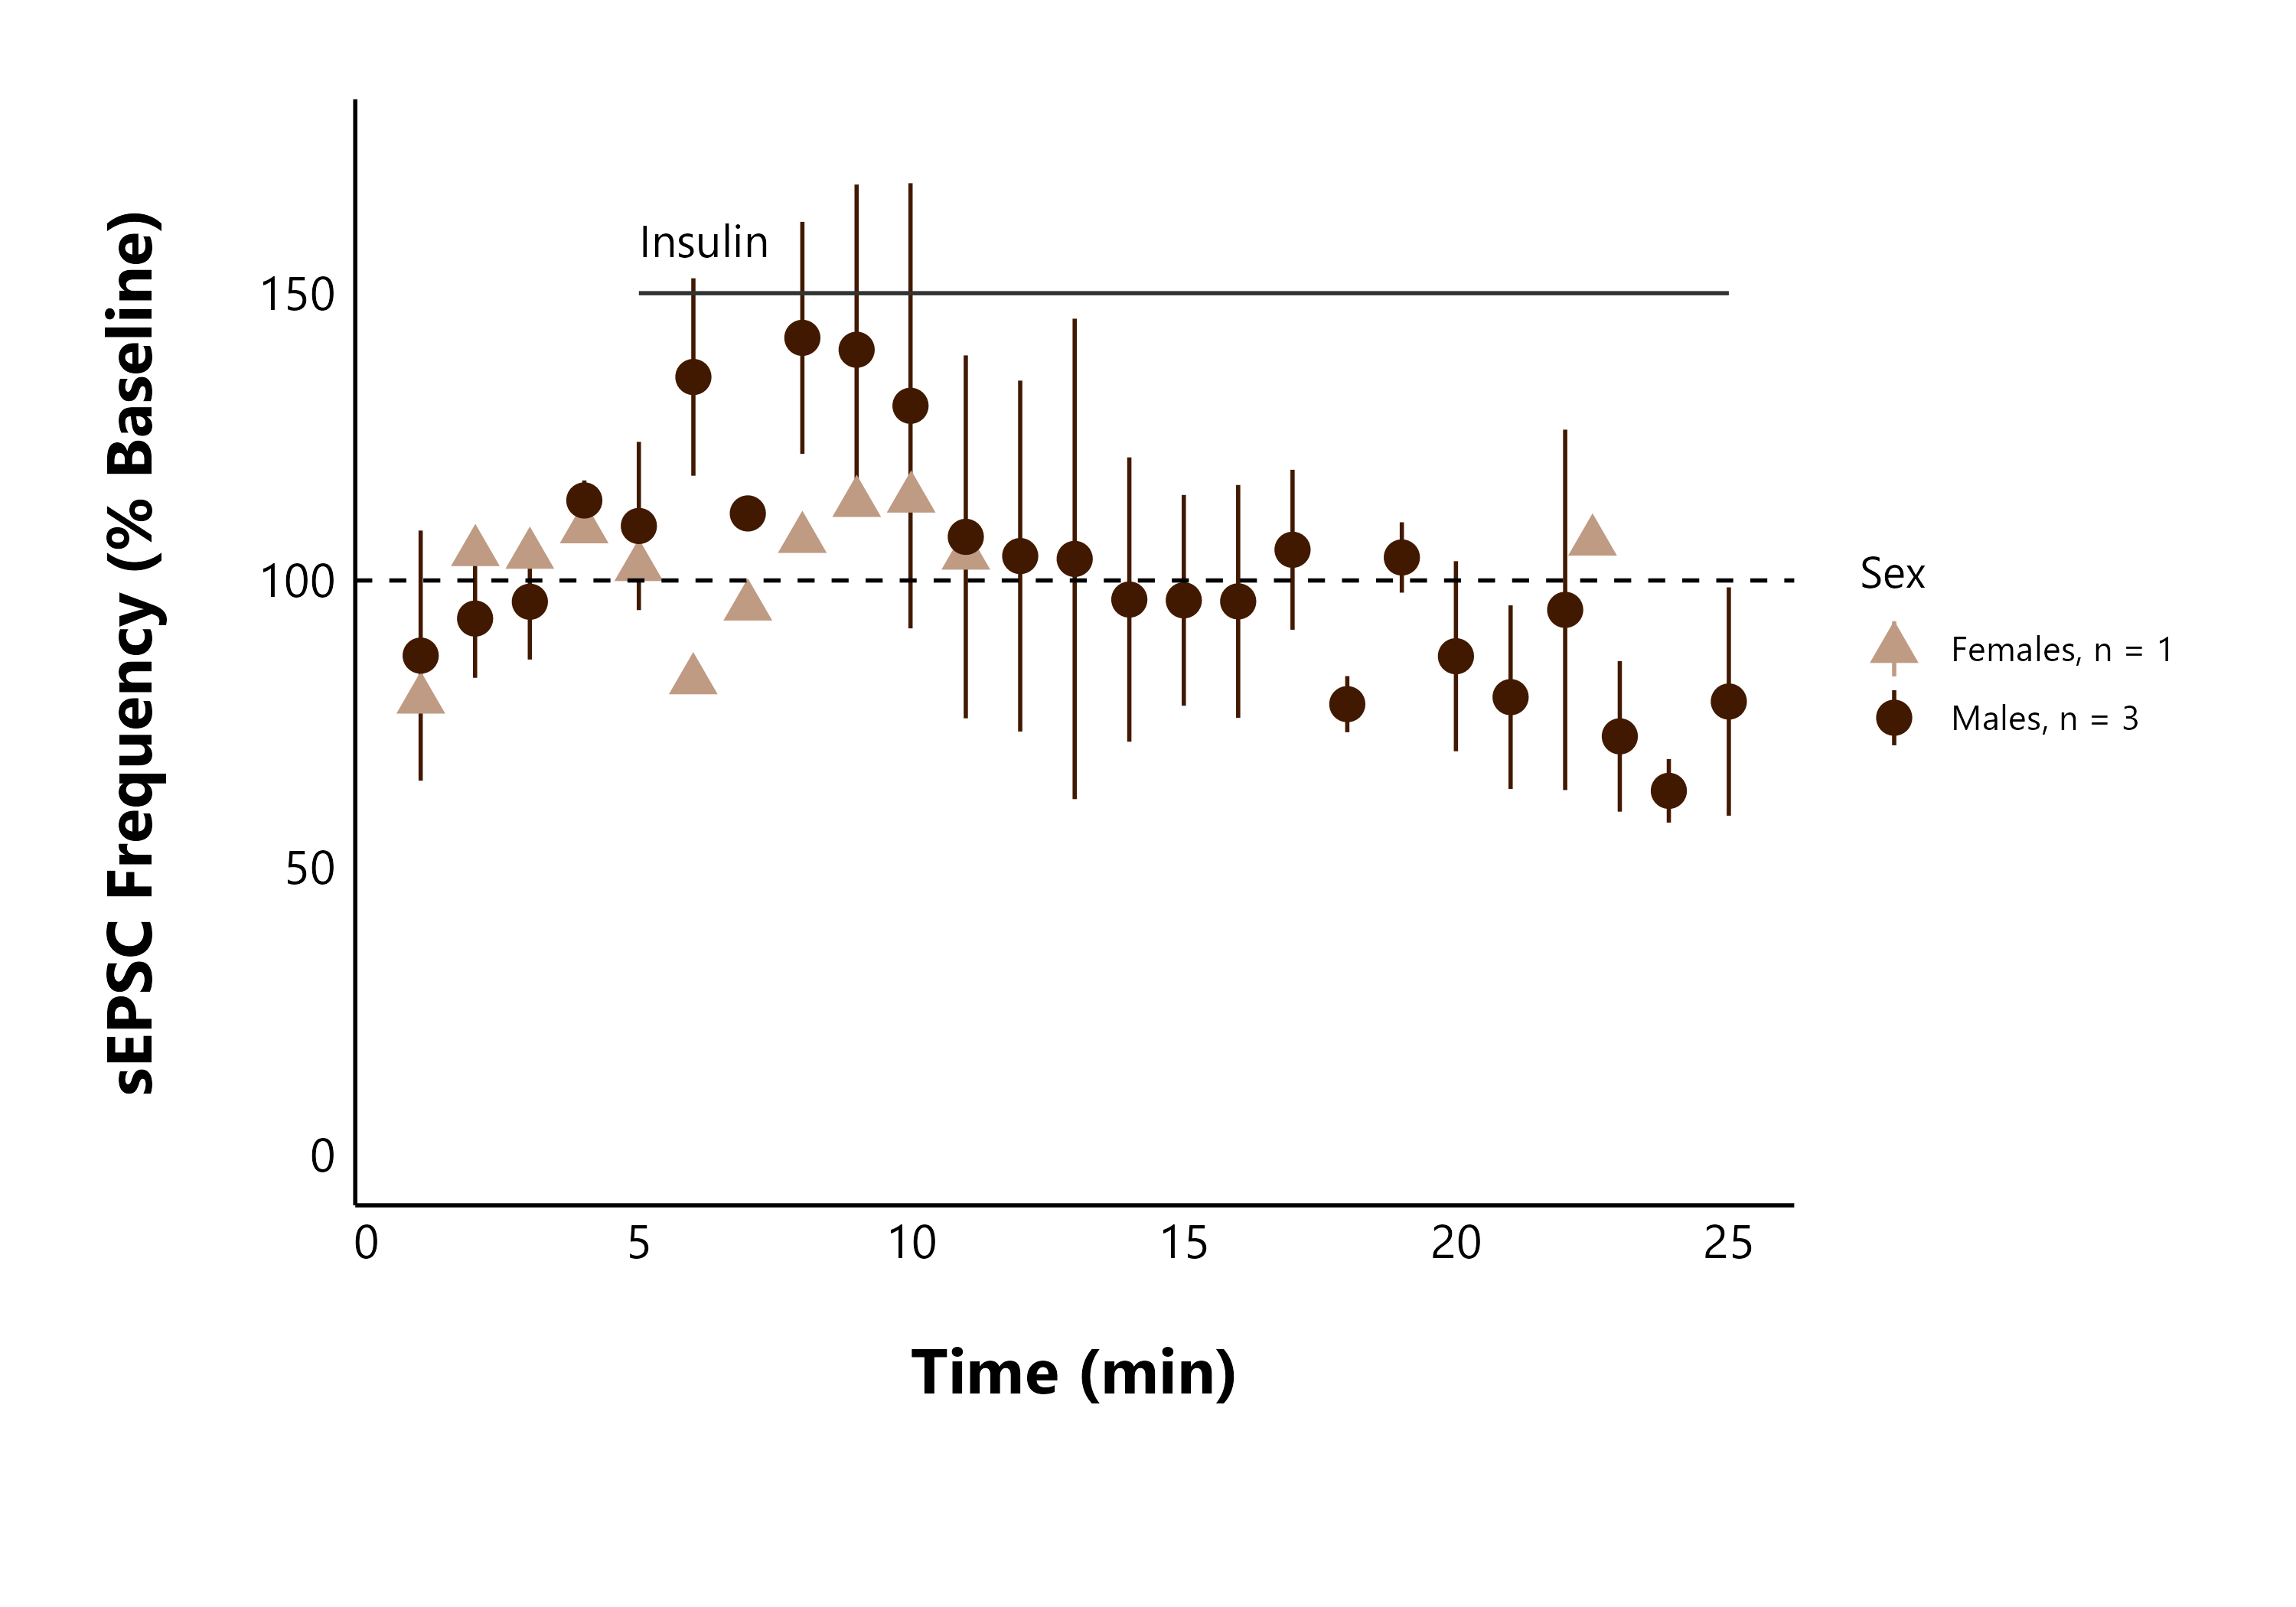 sEPSC Frequency (% Baseline)
150
100
50
0
Insulin
0 5 10 15 20 25
Time (min)
Sex
Females, n = 1
Males, n = 3